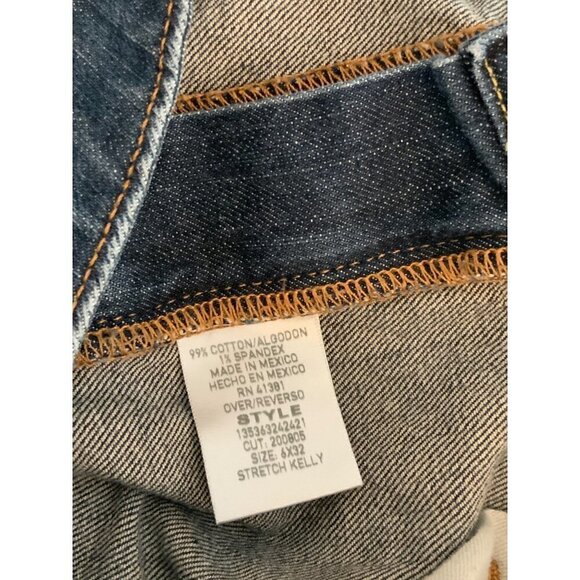 99% COTTON/ALGODON
1% SPANDEX
MADE IN MEXICO
HECHO EN MEXICO
RN 41381
OVER/REVERSO
STYLE
135363242421
CUT: 200805
SIZE: 6X32
STRETCH KELLY